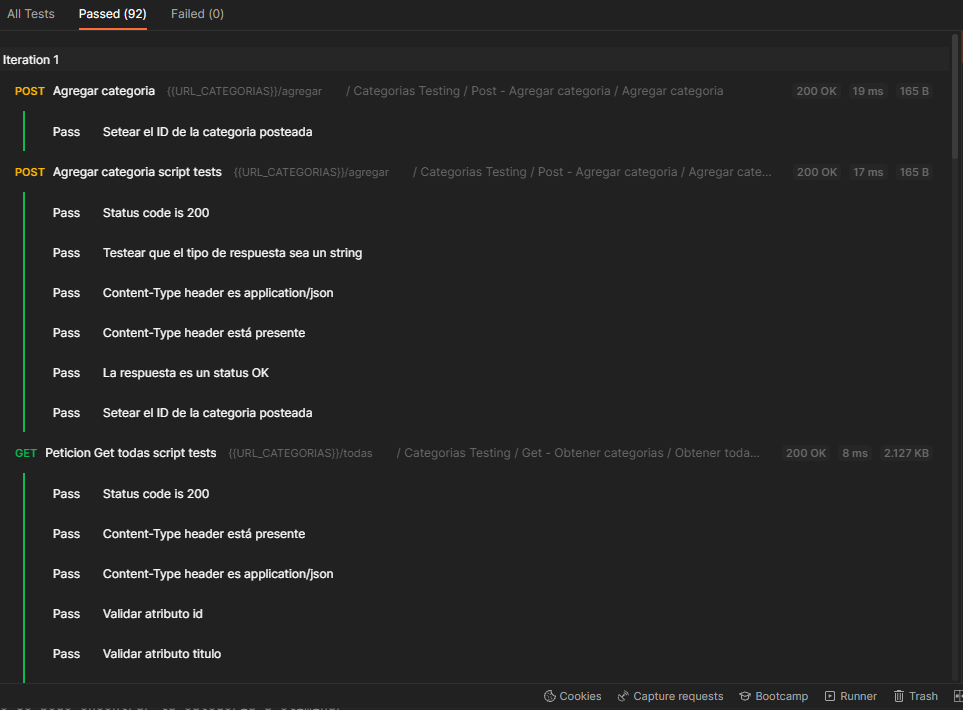 All Tests Passed (92) Failed (0)
Iteration 1
POST Agregar categoria {{URL_CATEGORIAS}}/agregar / Categorias Testing / Post - Agregar categoria / Agregar categoria 200 OK 19 ms 165 B
Pass Setear el ID de la categoria posteada
POST Agregar categoria script tests {{URL_CATEGORIAS}}/agregar / Categorias Testing / Post - Agregar categoria / Agregar cate... 200 OK 17 ms 165 B
Pass Status code is 200
Pass Testear que el tipo de respuesta sea un string
Pass Content-Type header es application/json
Pass Content-Type header está presente
Pass La respuesta es un status OK
Pass Setear el ID de la categoria posteada
GET Peticion Get todas script tests {{URL_CATEGORIAS}}/todas / Categorias Testing / Get - Obtener categorias / Obtener toda... 200 OK 8 ms 2.127 KB
Pass Status code is 200
Pass Content-Type header está presente
Pass Content-Type header es application/json
Pass Validar atributo id
Pass Validar atributo titulo
Cookies Capture requests Bootcamp Runner Trash